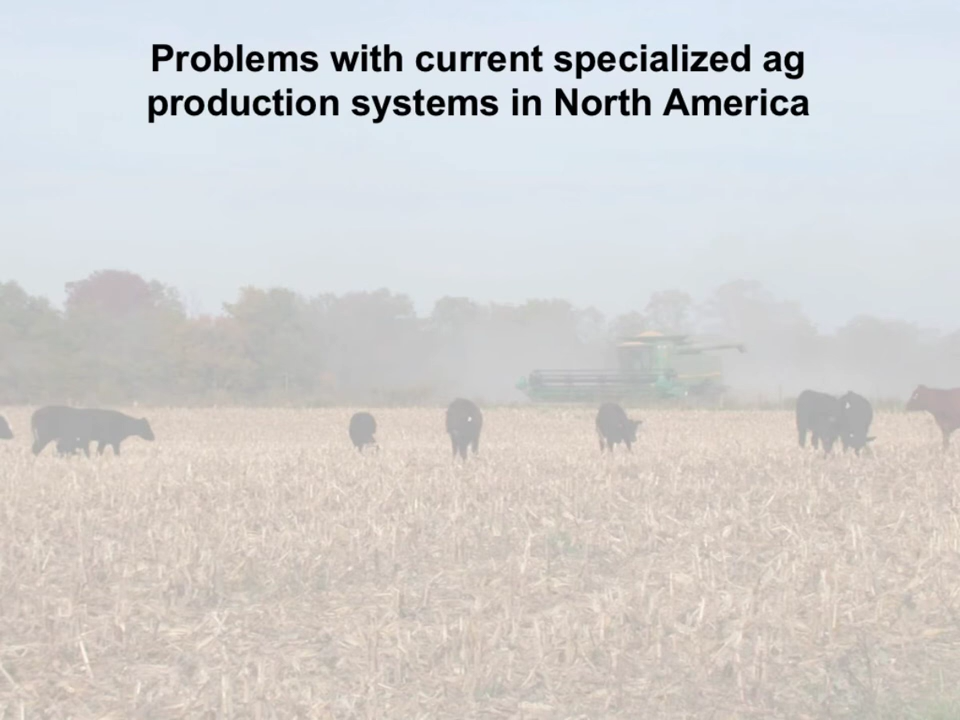 Problems with current specialized ag
production systems in North America